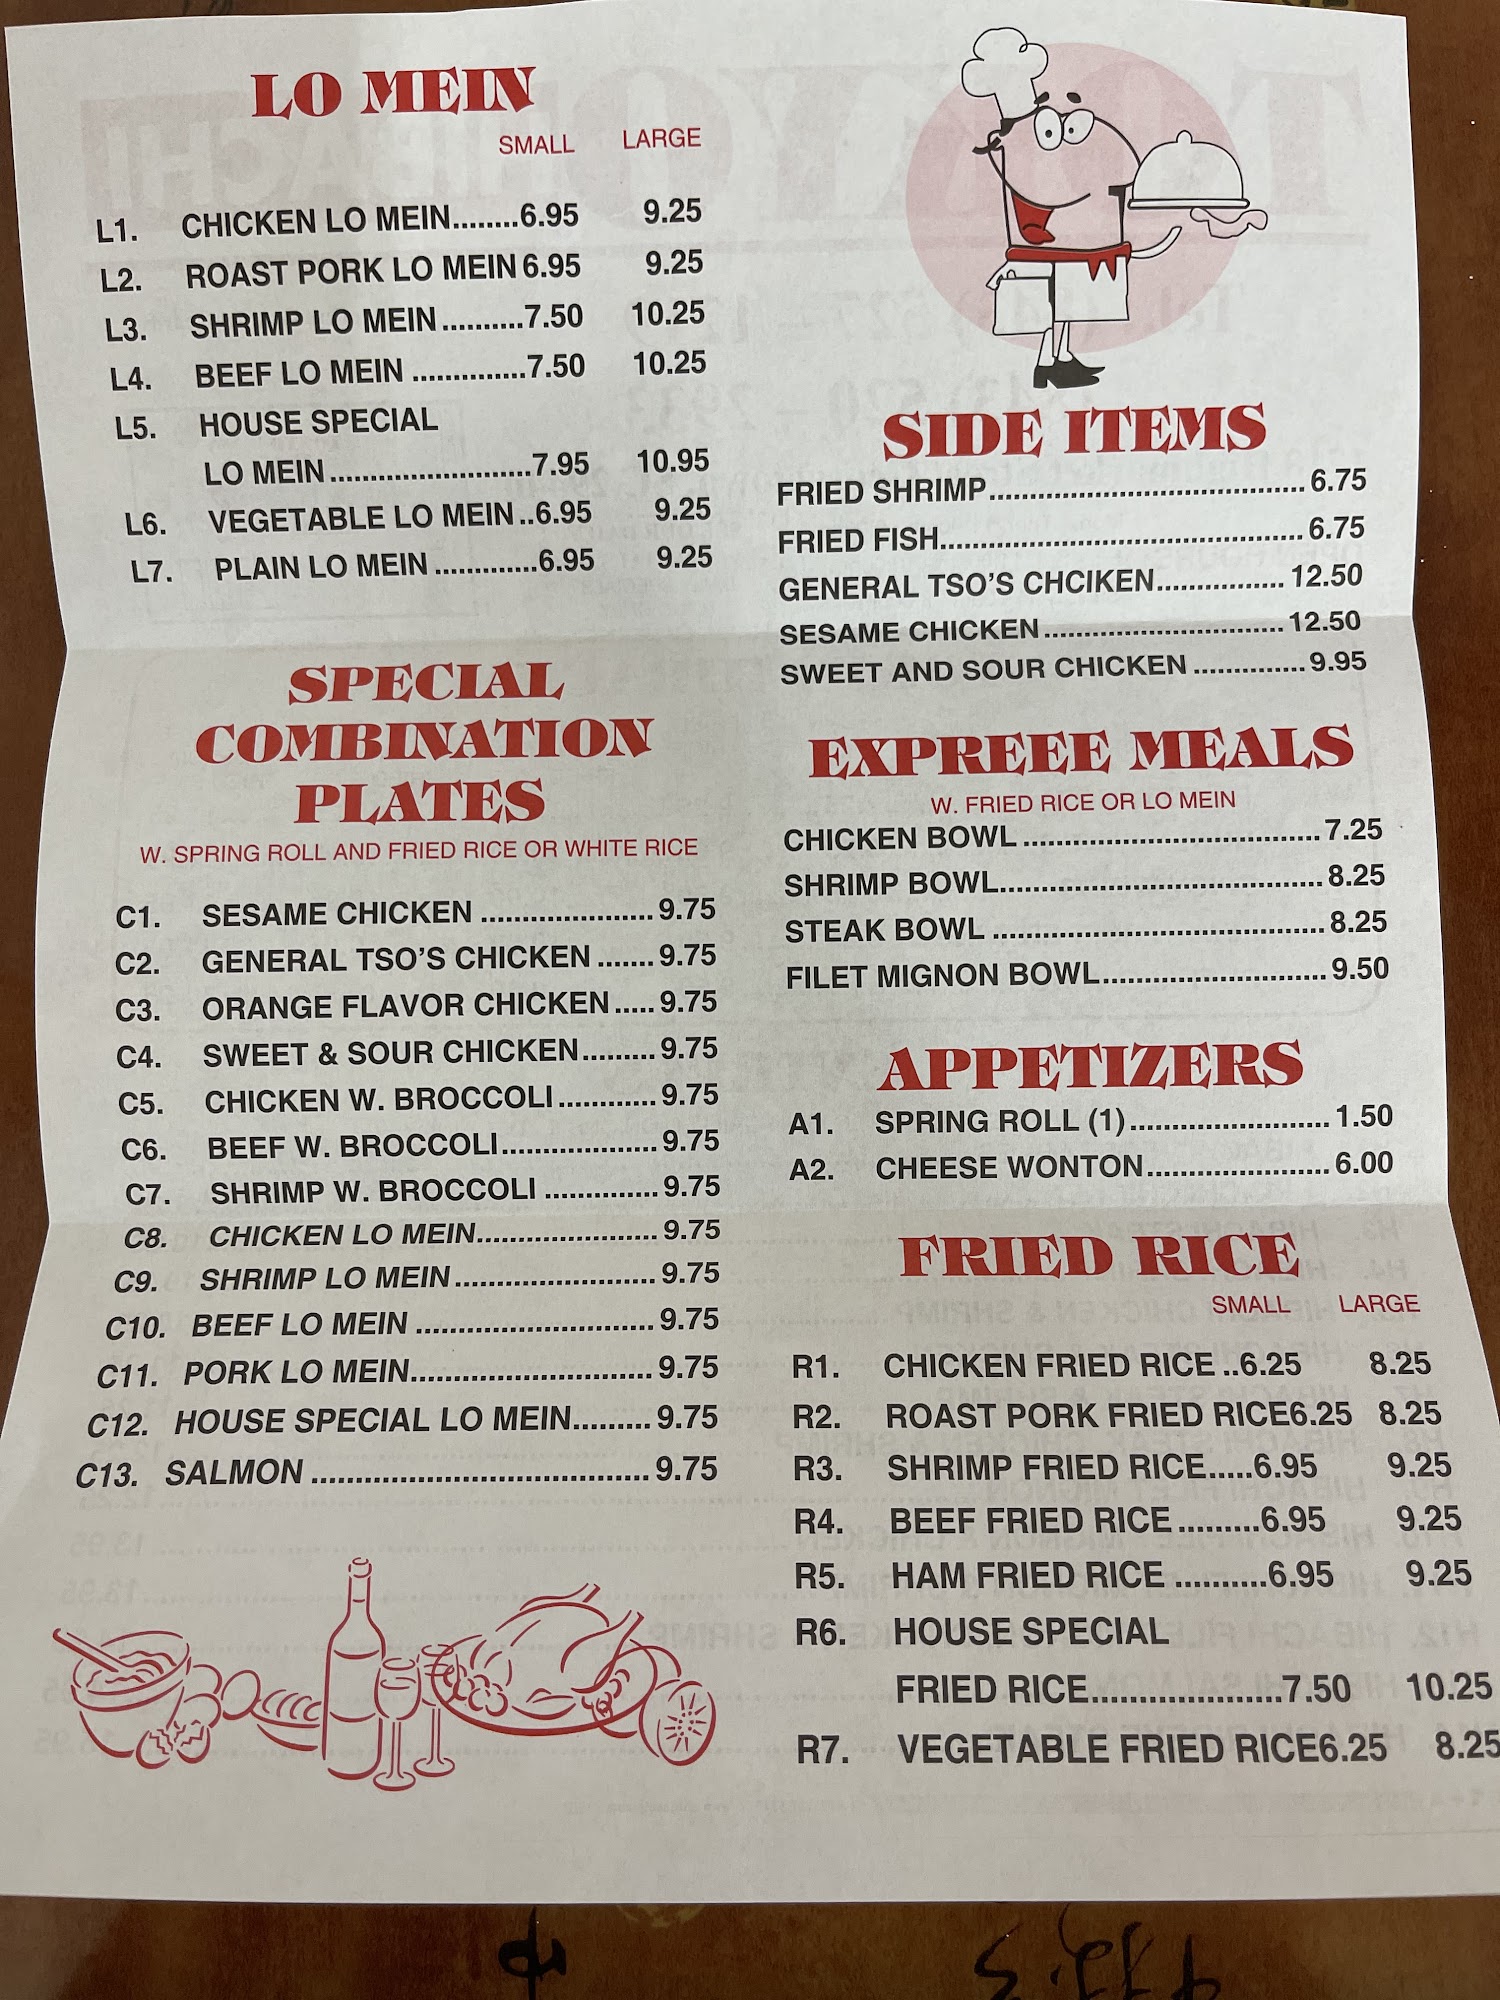 LO MEIN
SMALL LARGE
L1. CHICKEN LO MEIN........6.95 9.25
L2. ROAST PORK LO MEIN 6.95 9.25
L3. SHRIMP LO MEIN ..........7.50 10.25
L4. BEEF LO MEIN ..............7.50 10.25
L5. HOUSE SPECIAL
LO MEIN .........................7.95 10.95
L6. VEGETABLE LO MEIN ..6.95 9.25
L7. PLAIN LO MEIN .............6.95 9.25
SPECIAL
COMBINATION
PLATES
W. SPRING ROLL AND FRIED RICE OR WHITE RICE
C1. SESAME CHICKEN ...................... 9.75
C2. GENERAL TSO'S CHICKEN ....... 9.75
C3. ORANGE FLAVOR CHICKEN ..... 9.75
C4. SWEET & SOUR CHICKEN ......... 9.75
C5. CHICKEN W. BROCCOLI ............ 9.75
C6. BEEF W. BROCCOLI ................... 9.75
C7. SHRIMP W. BROCCOLI .............. 9.75
C8. CHICKEN LO MEIN ...................... 9.75
C9. SHRIMP LO MEIN ......................... 9.75
C10. BEEF LO MEIN ............................. 9.75
C11. PORK LO MEIN ............................. 9.75
C12. HOUSE SPECIAL LO MEIN ......... 9.75
C13. SALMON ......................................... 9.75
SIDE ITEMS
FRIED SHRIMP ...................................... 6.75
FRIED FISH ............................................ 6.75
GENERAL TSO'S CHCIKEN ................ 12.50
SESAME CHICKEN ............................. 12.50
SWEET AND SOUR CHICKEN .............. 9.95
EXPREEE MEALS
W. FRIED RICE OR LO MEIN
CHICKEN BOWL .................................... 7.25
SHRIMP BOWL ....................................... 8.25
STEAK BOWL ........................................ 8.25
FILET MIGNON BOWL ........................... 9.50
APPETIZERS
A1. SPRING ROLL (1) ........................ 1.50
A2. CHEESE WONTON ...................... 6.00
FRIED RICE
SMALL LARGE
R1. CHICKEN FRIED RICE ..6.25 8.25
R2. ROAST PORK FRIED RICE6.25 8.25
R3. SHRIMP FRIED RICE.....6.95 9.25
R4. BEEF FRIED RICE .........6.95 9.25
R5. HAM FRIED RICE ..........6.95 9.25
R6. HOUSE SPECIAL
FRIED RICE.....................7.50 10.25
R7. VEGETABLE FRIED RICE6.25 8.25